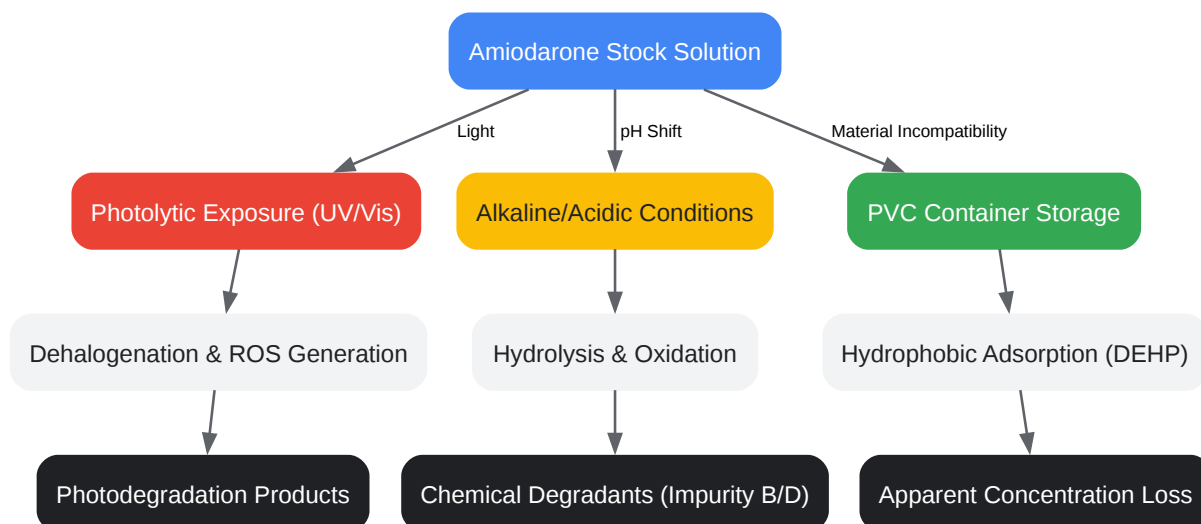 Amiodarone Stock Solution
Light
pH Shift
Material Incompatibility
Photolytic Exposure (UV/Vis)
Alkaline/Acidic Conditions
PVC Container Storage
Dehalogenation & ROS Generation
Hydrolysis & Oxidation
Hydrophobic Adsorption (DEHP)
Photodegradation Products
Chemical Degradants (Impurity B/D)
Apparent Concentration Loss